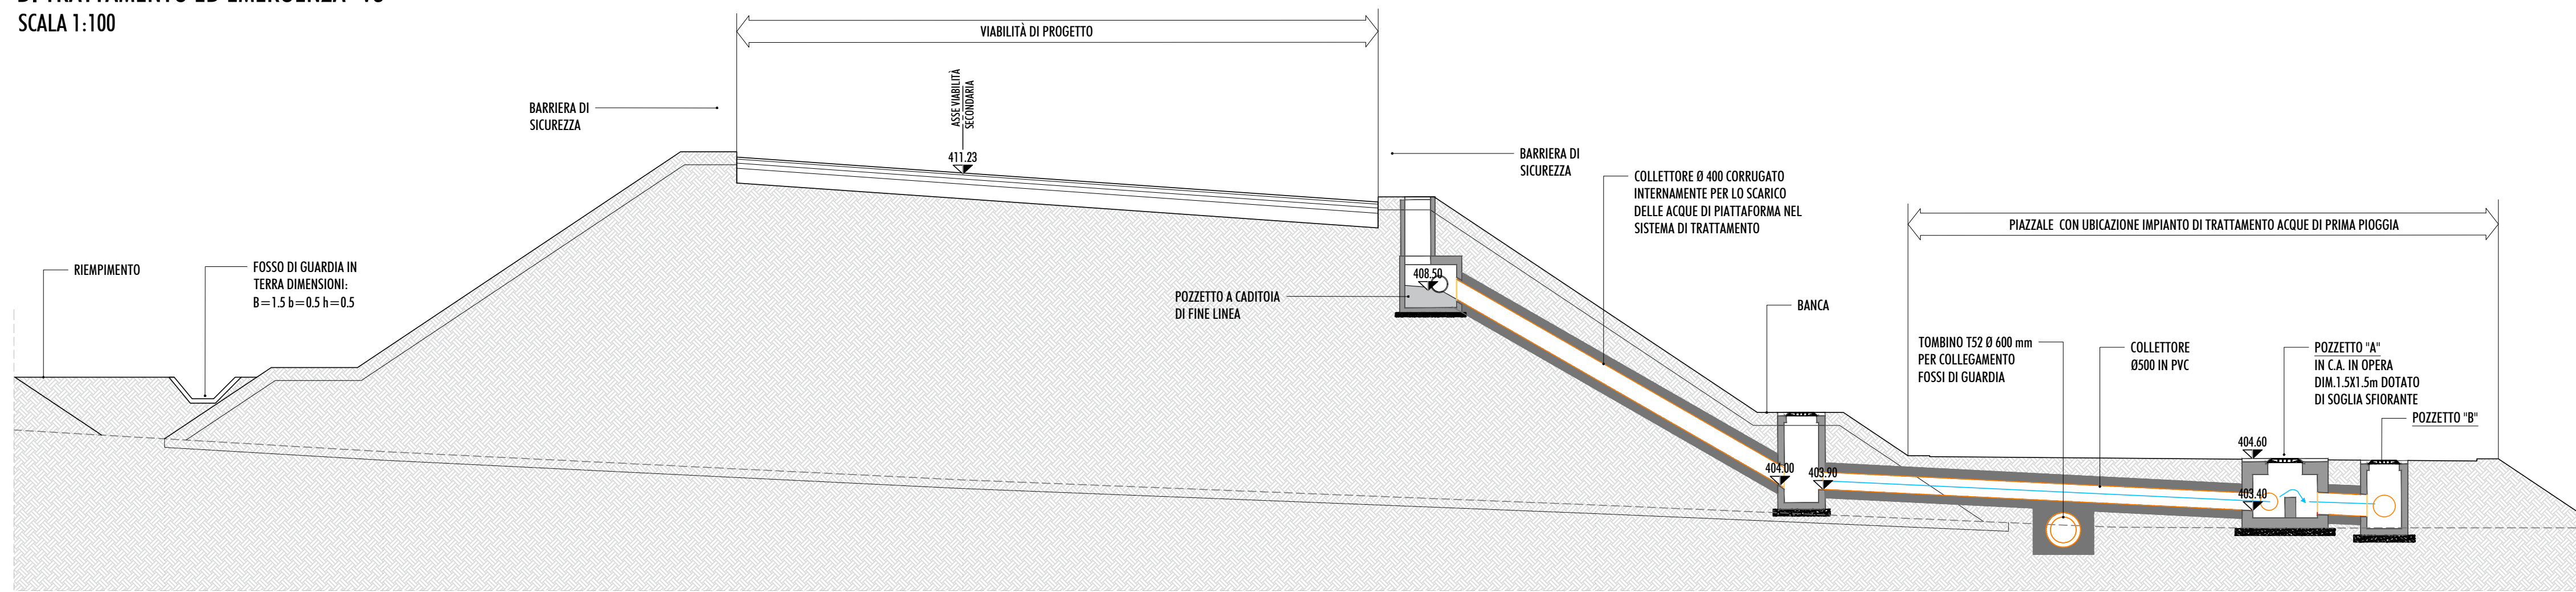 SCALA 1:100
VIABILITÀ DI PROGETTO
ASSE VIABILITÀ
SECONDARIA
411.23
BARRIERA DI
SICUREZZA
BARRIERA DI
SICUREZZA
COLLETTORE Ø 400 CORRUGATO
INTERNAMENTE PER LO SCARICO
DELLE ACQUE DI PIATTAFORMA NEL
SISTEMA DI TRATTAMENTO
PIAZZALE CON UBICAZIONE IMPIANTO DI TRATTAMENTO ACQUE DI PRIMA PIOGGIA
RIEMPIMENTO
FOSSO DI GUARDIA IN
TERRA DIMENSIONI:
B=1.5 b=0.5 h=0.5
408.50
POZZETTO A CADITOIA
DI FINE LINEA
BANCA
TOMBINO T52 Ø 600 mm
PER COLLEGAMENTO
FOSSI DI GUARDIA
COLLETTORE
Ø500 IN PVC
POZZETTO "A"
IN C.A. IN OPERA
DIM.1.5X1.5m DOTATO
DI SOGLIA SFIORANTE
POZZETTO "B"
404.60
404.00
403.90
403.40